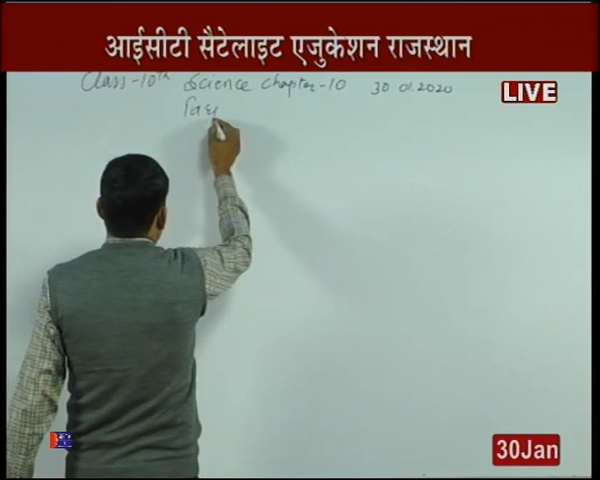 आईसीटी सैटेलाइट एजुकेशन राजस्थान
Class-10th Science Chapter-10 30.01.2020
LIVE
विद्यु
30Jan